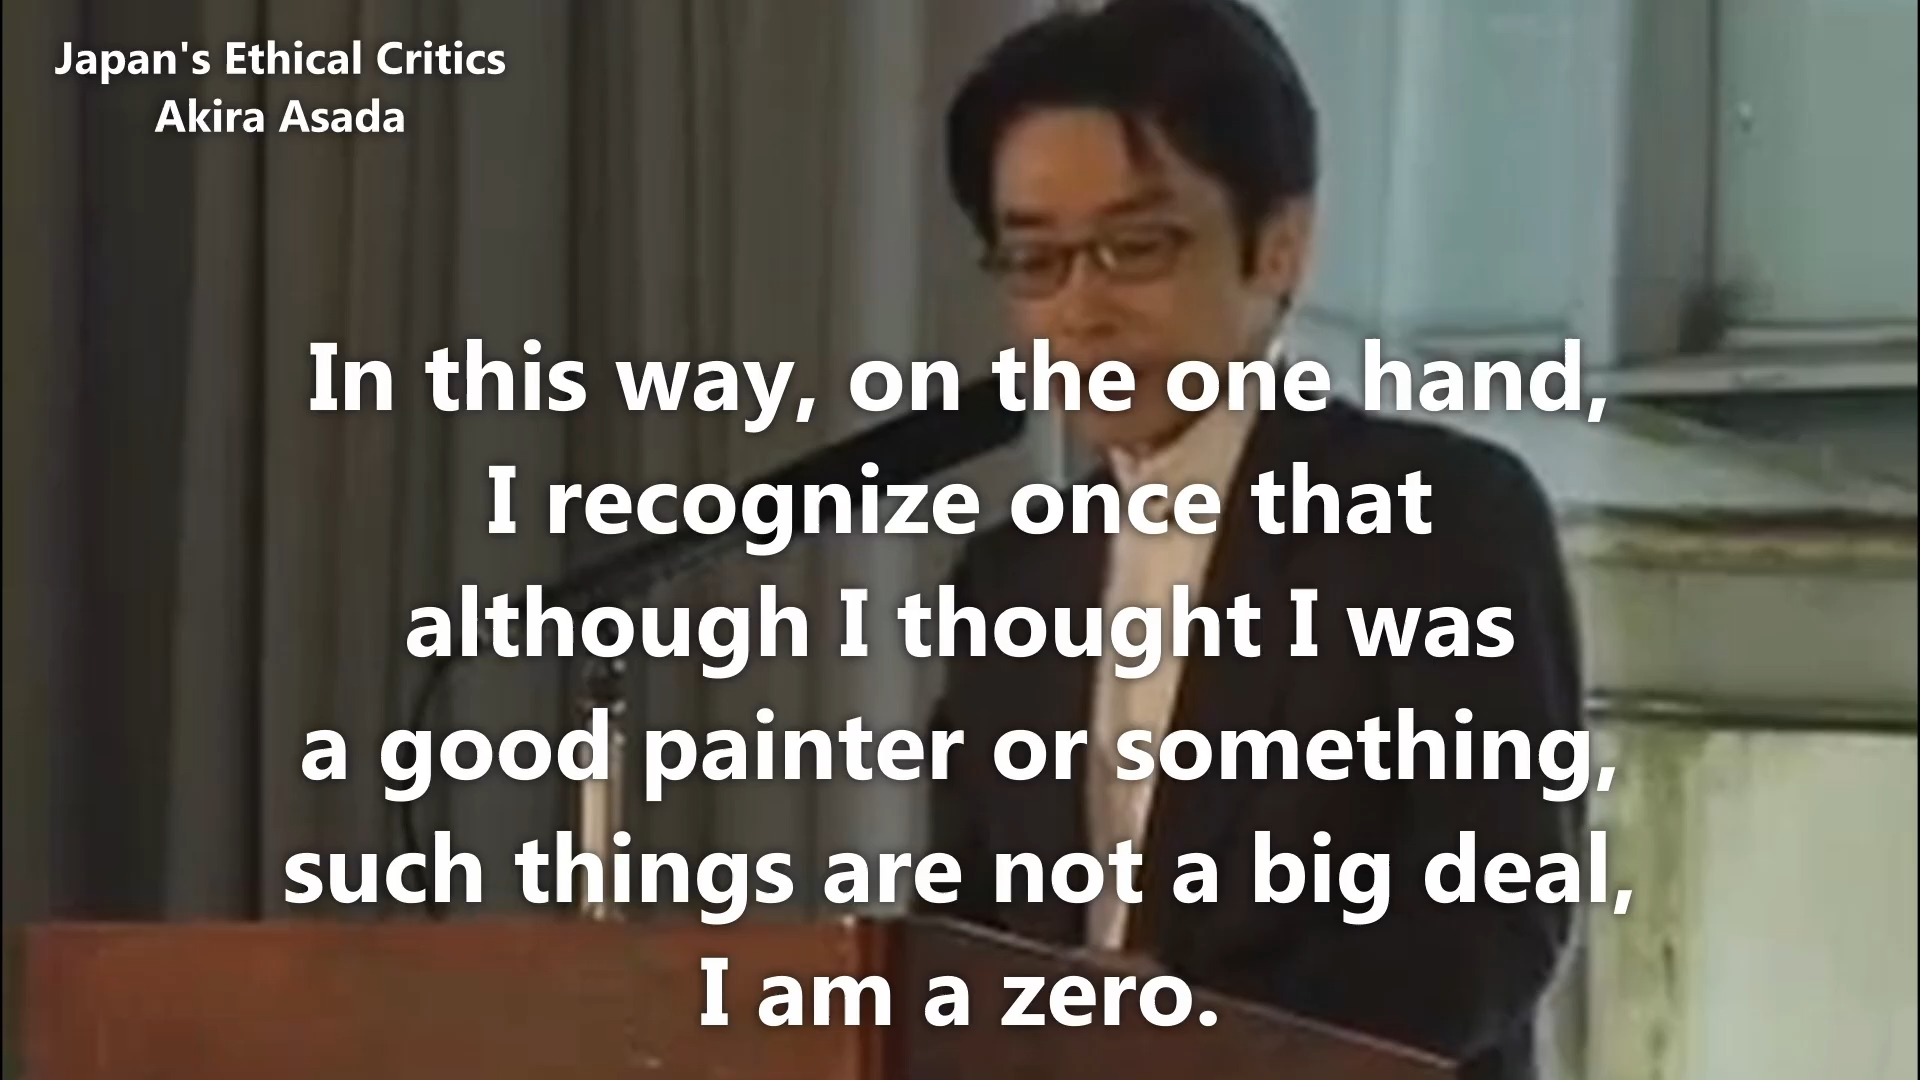 Japan's Ethical Critics
Akira Asada
In this way, on the one hand,
I recognize once that
although I thought I was
a good painter or something,
such things are not a big deal,
I am a zero.